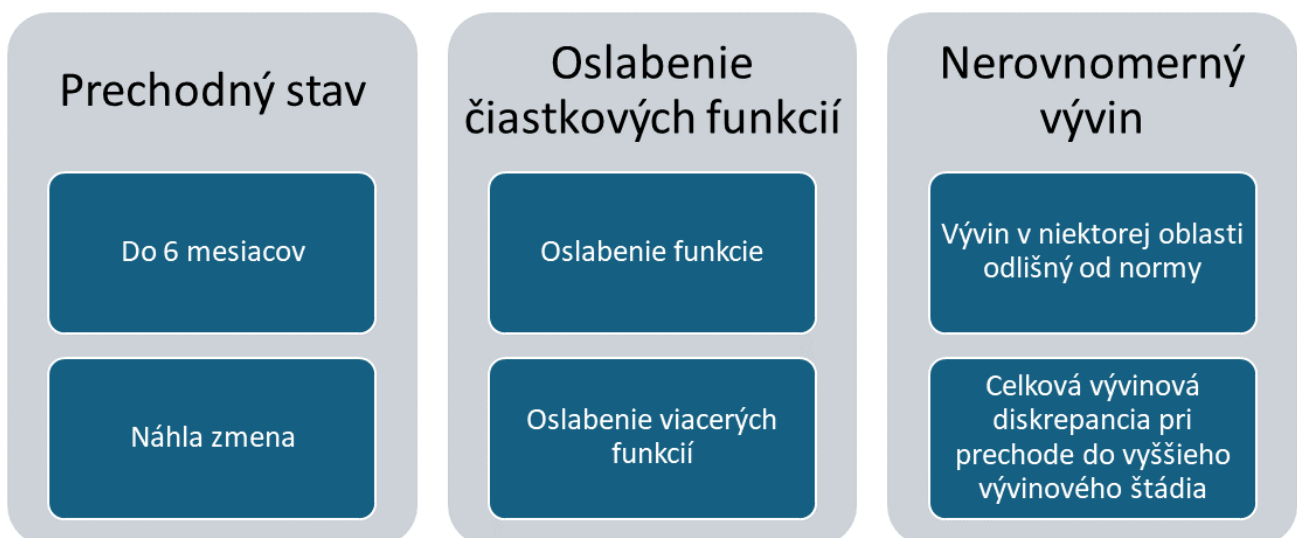 Prechodný stav
Do 6 mesiacov
Náhla zmena
Oslabenie
čiastkových funkcií
Oslabenie funkcie
Oslabenie viacerých
funkcií
Nerovnomerný
vývin
Vývin v niektorej oblasti
odlišný od normy
Celková vývinová
diskrepancia pri
prechode do vyššieho
vývinového štádia